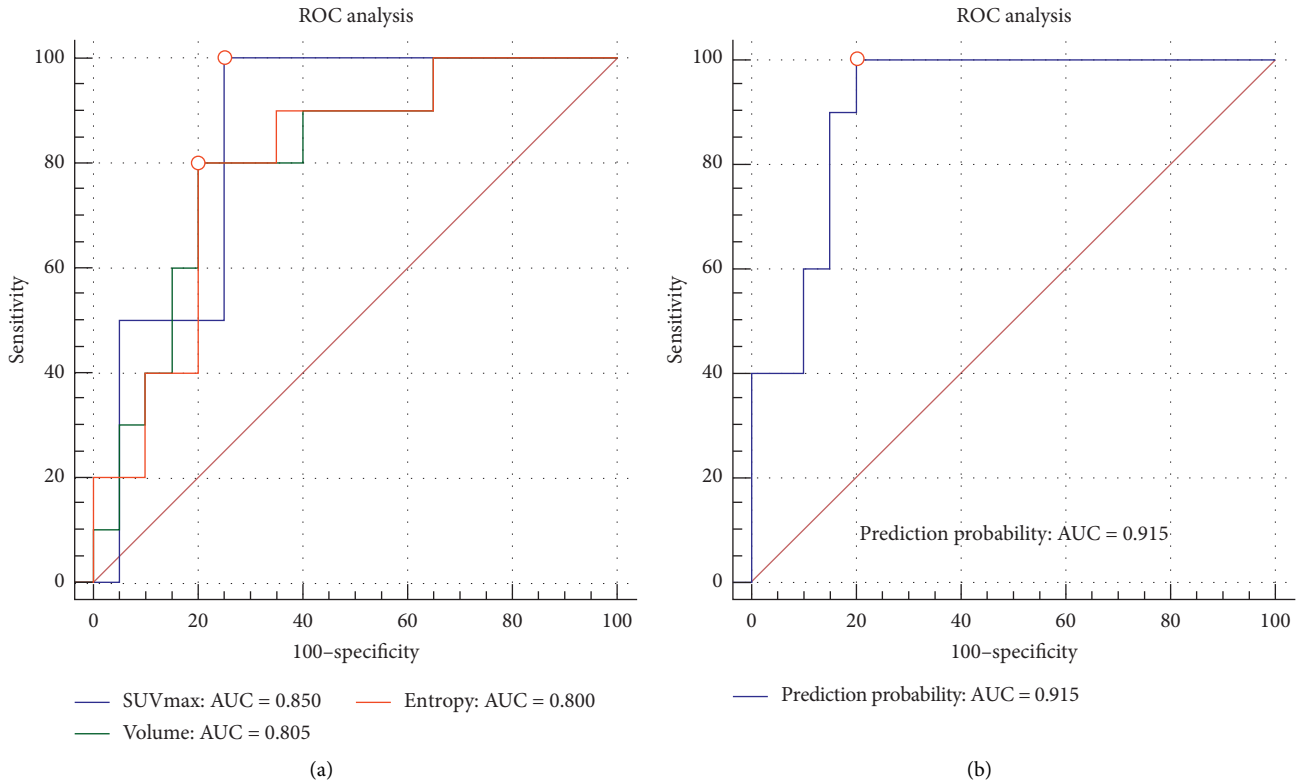 ROC analysis
100
80
60
40
20
0
Sensitivity
0 20 40 60 80 100
100–specificity
SUVmax: AUC = 0.850
Entropy: AUC = 0.800
Volume: AUC = 0.805
(a)
ROC analysis
100
80
60
40
20
0
Sensitivity
Prediction probability: AUC = 0.915
0 20 40 60 80 100
100–specificity
Prediction probability: AUC = 0.915
(b)